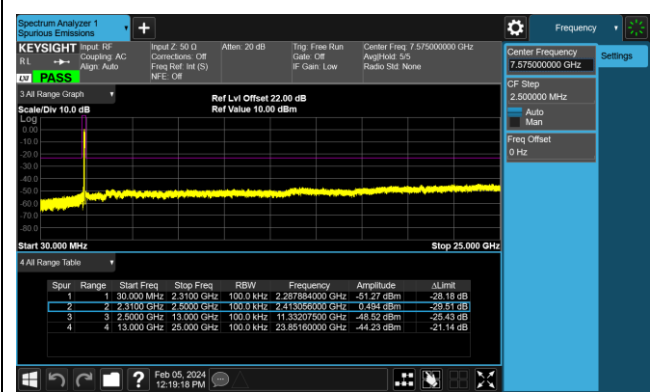 Spectrum Analyzer 1
Spurious Emissions
+
Frequency
KEYSIGHT Input: RF
RL Coupling: AC
Align: Auto
LXI PASS
Input Z: 50 Ω
Corrections: Off
Freq Ref: Int (S)
NFE: Off
Atten: 20 dB
Trig: Free Run
Gate: Off
IF Gain: Low
Center Freq: 7.575000000 GHz
Avg|Hold: 5/5
Radio Std: None
Center Frequency
7.575000000 GHz
Settings
CF Step
2.500000 MHz
Auto
Man
Freq Offset
0 Hz
3 All Range Graph
Scale/Div 10.0 dB
Ref Lvl Offset 22.00 dB
Ref Value 10.00 dBm
Log
0.00
-10.0
-20.0
-30.0
-40.0
-50.0
-60.0
-70.0
-80.0
Start 30.000 MHz Stop 25.000 GHz
4 All Range Table
Spur Range Start Freq Stop Freq RBW Frequency Amplitude ΔLimit
1 1 30.000 MHz 2.3100 GHz 100.0 kHz 2.287884000 GHz -51.27 dBm -28.18 dB
2 2 2.3100 GHz 2.5000 GHz 100.0 kHz 2.413056000 GHz 0.494 dBm -29.51 dB
3 3 2.5000 GHz 13.000 GHz 100.0 kHz 11.33207500 GHz -48.52 dBm -25.43 dB
4 4 13.000 GHz 25.000 GHz 100.0 kHz 23.85160000 GHz -44.23 dBm -21.14 dB
?
Feb 05, 2024
12:19:18 PM